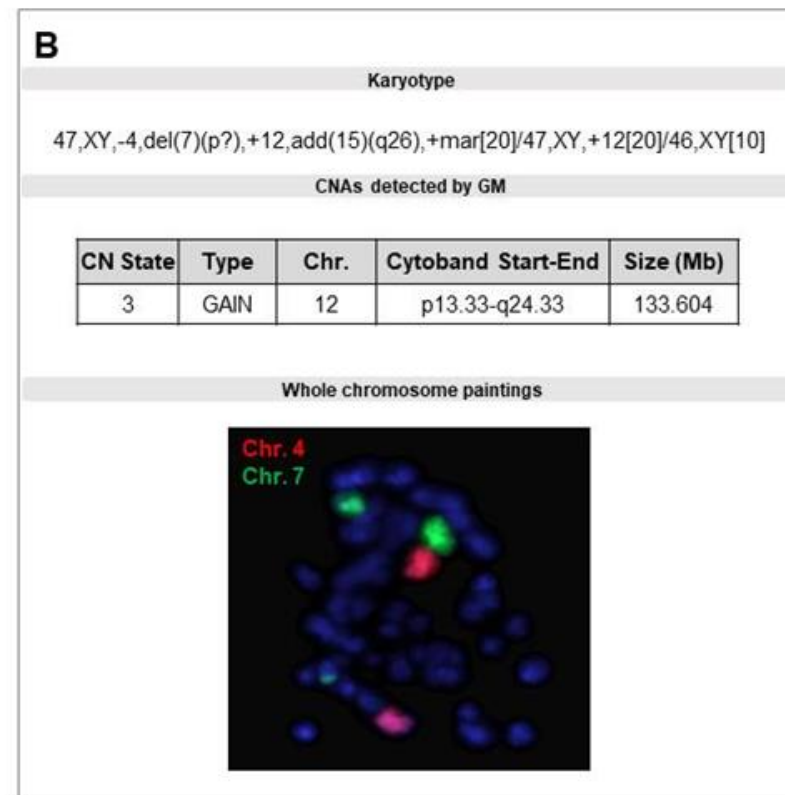 B
Karyotype
47,XY,-4,del(7)(p?),+12,add(15)(q26),+mar[20]/47,XY,+12[20]/46,XY[10]
CNAs detected by GM
CN State Type Chr. Cytoband Start-End Size (Mb)
3 GAIN 12 p13.33-q24.33 133.604
Whole chromosome paintings
Chr. 4
Chr. 7